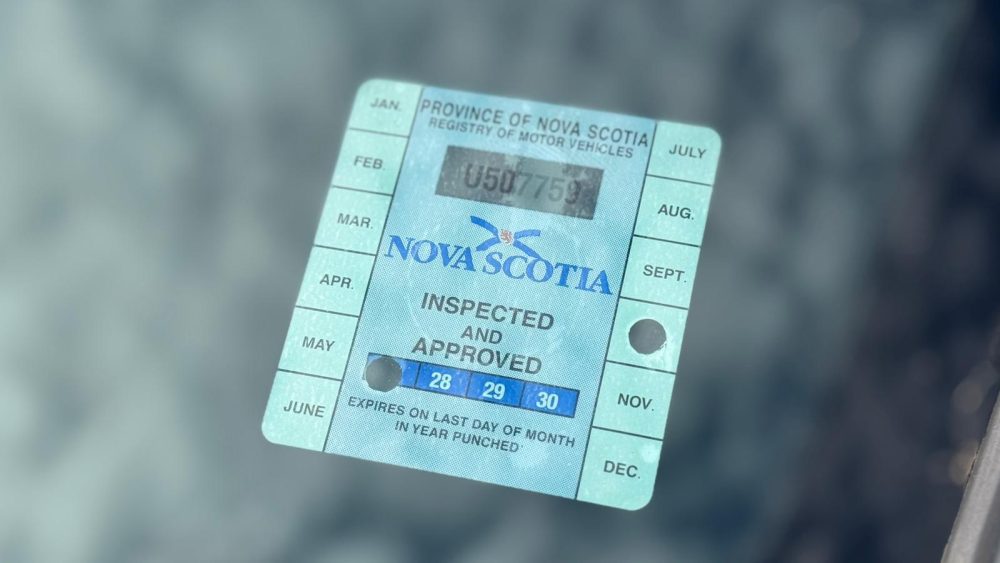 JAN.
FEB.
MAR.
APR.
MAY
JUNE
PROVINCE OF NOVA SCOTIA
REGISTRY OF MOTOR VEHICLES
U507759
NOVA SCOTIA
INSPECTED
AND
APPROVED
28 29 30
EXPIRES ON LAST DAY OF MONTH
IN YEAR PUNCHED
JULY
AUG.
SEPT.
NOV.
DEC.